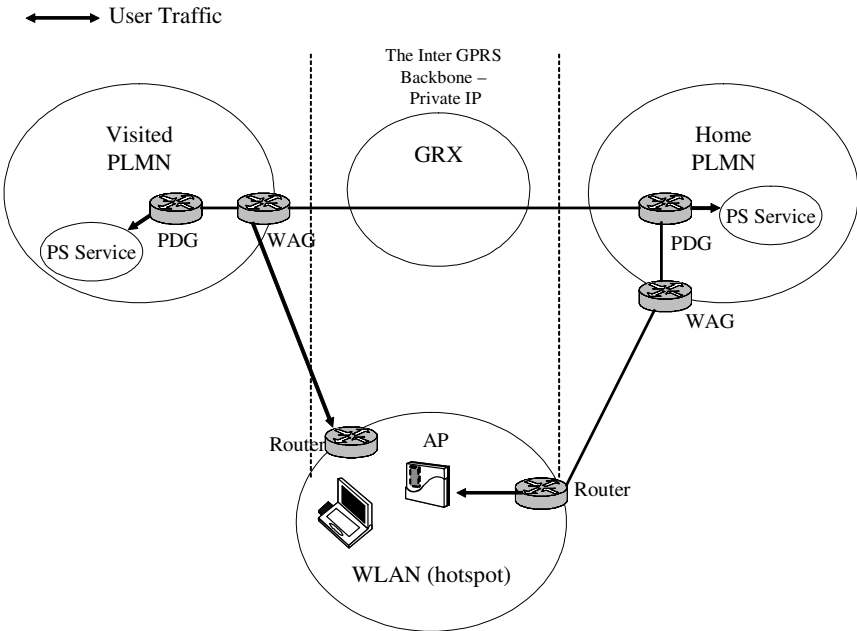 User Traffic
The Inter GPRS
Backbone –
Private IP
Visited
PLMN
GRX
Home
PLMN
PS Service
PDG
WAG
PS Service
PDG
WAG
Router
AP
Router
WLAN (hotspot)